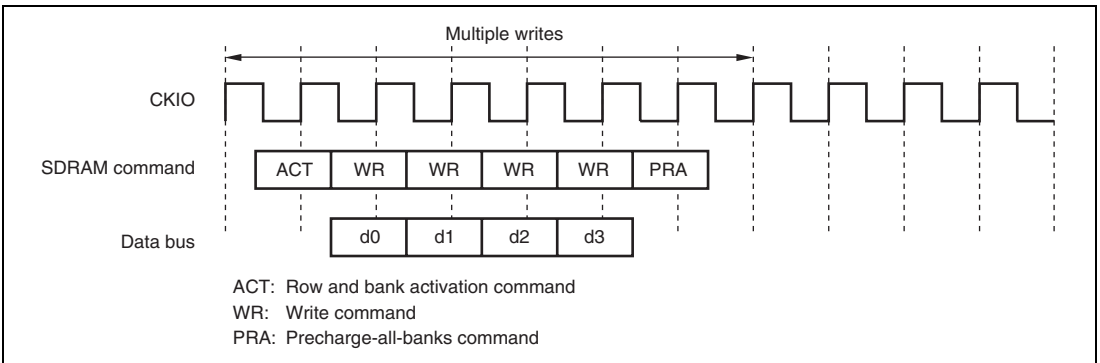 Multiple writes
CKIO
SDRAM command
ACT WR WR WR WR PRA
Data bus
d0 d1 d2 d3
ACT: Row and bank activation command
WR: Write command
PRA: Precharge-all-banks command